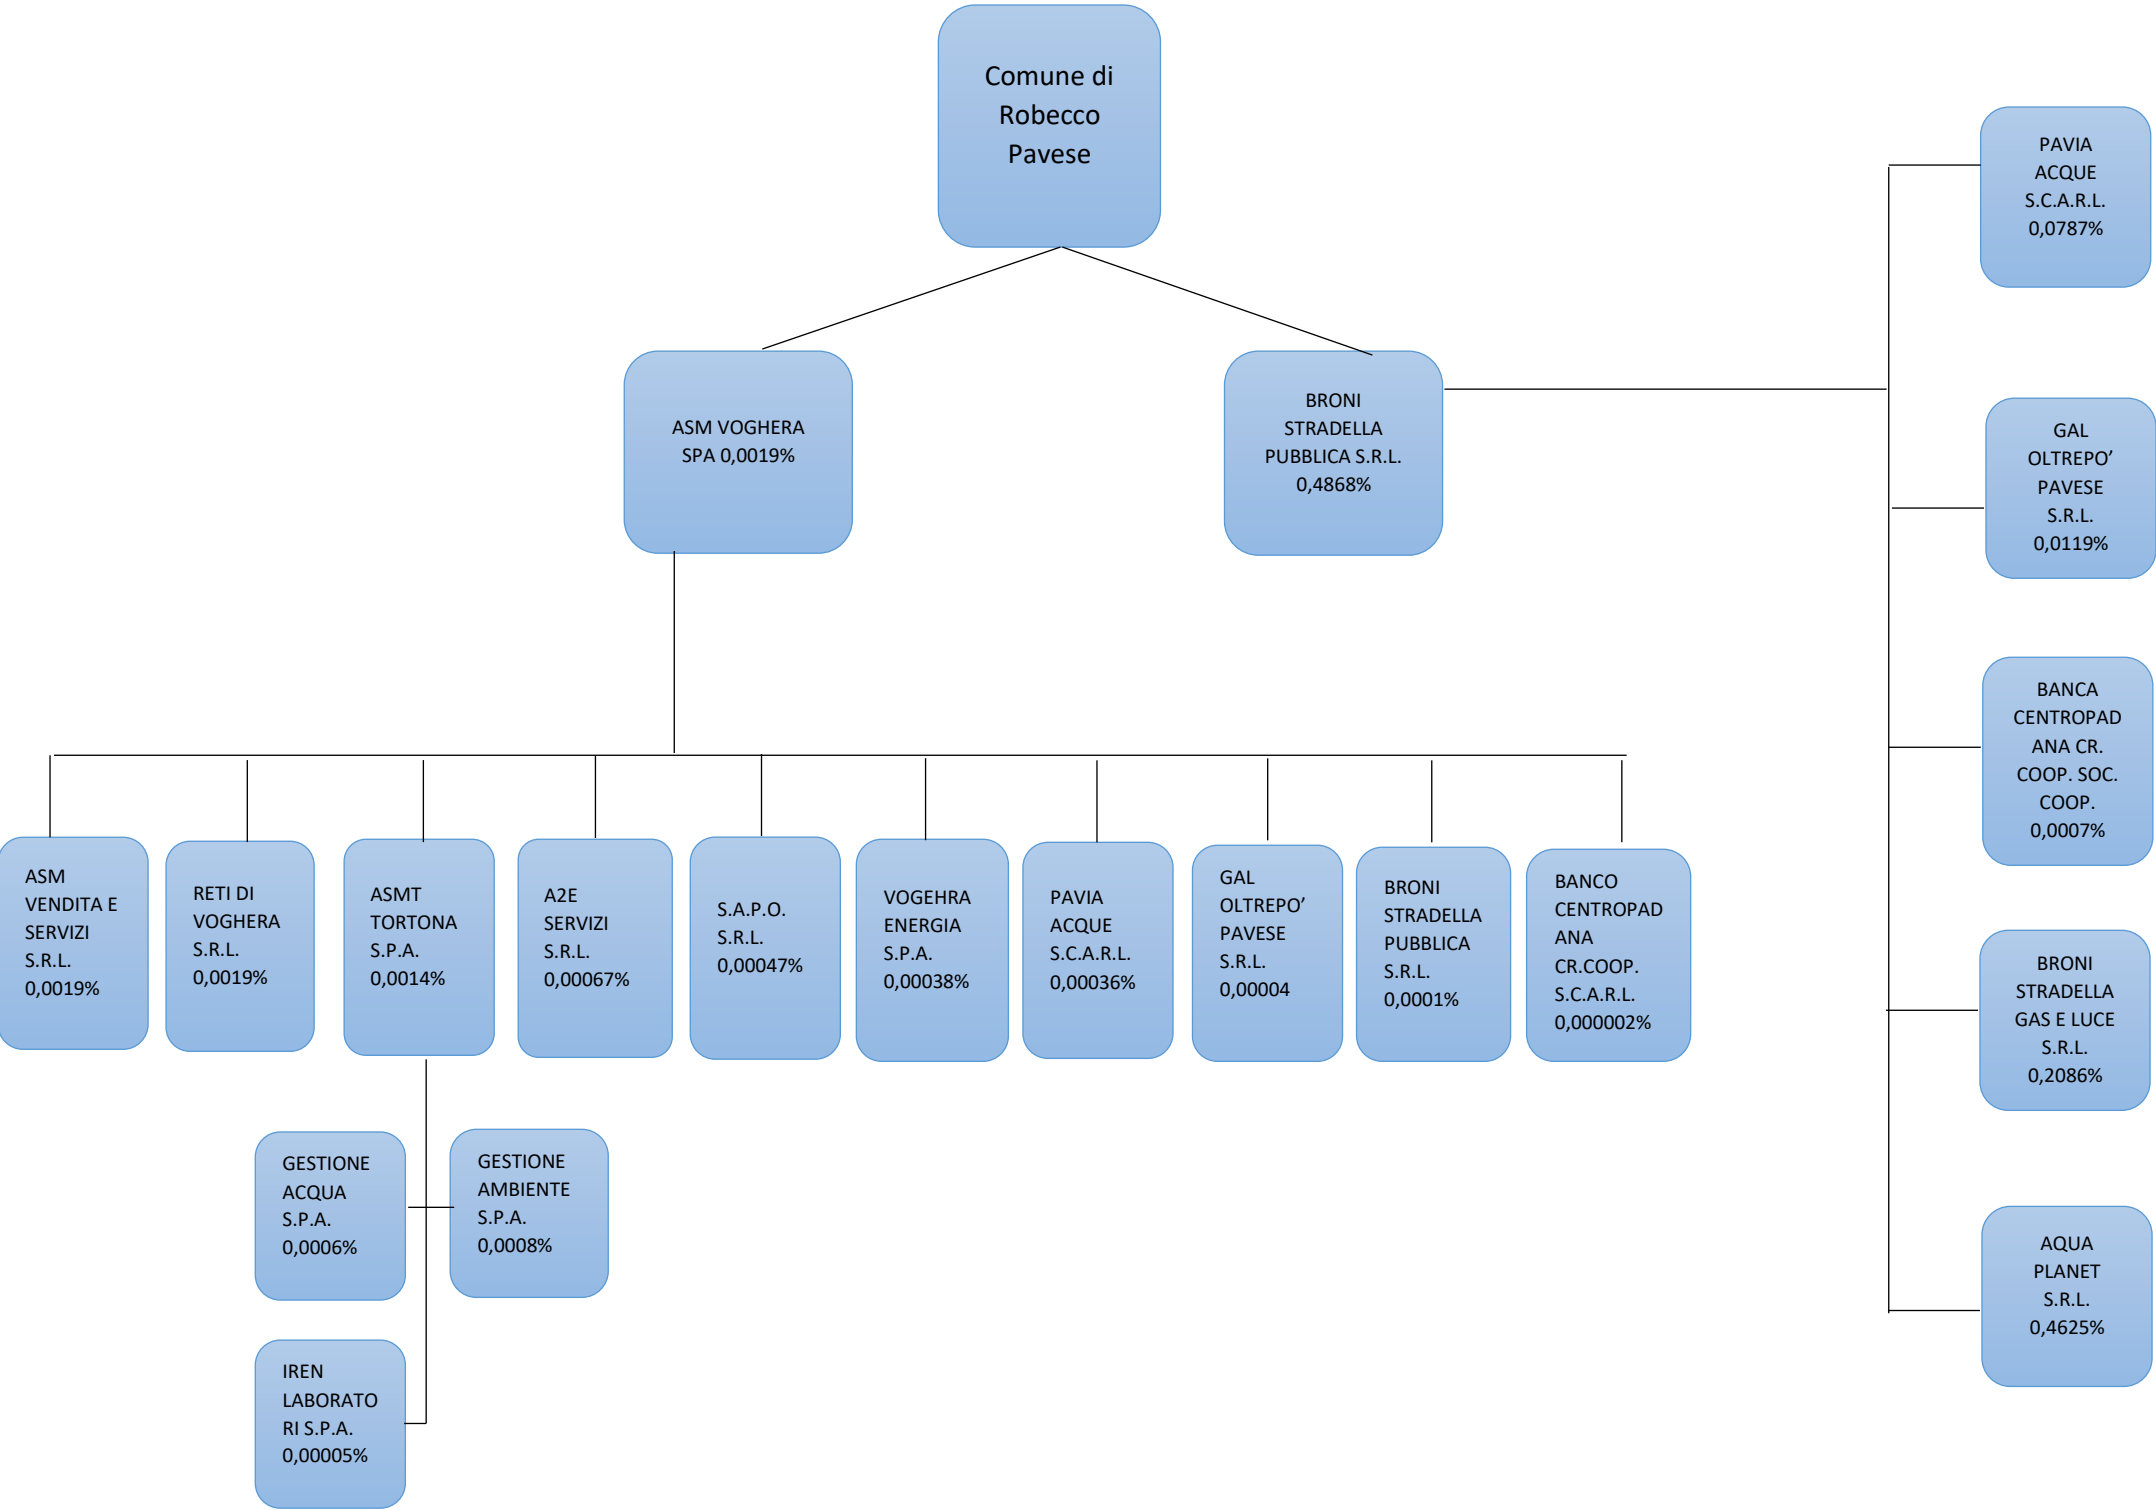 Comune di
Robecco
Pavese
ASM VOGHERA
SPA 0,0019%
BRONI
STRADELLA
PUBBLICA S.R.L.
0,4868%
PAVIA
ACQUE
S.C.A.R.L.
0,0787%
GAL
OLTREPO’
PAVESE
S.R.L.
0,0119%
BANCA
CENTROPAD
ANA CR.
COOP. SOC.
COOP.
0,0007%
BRONI
STRADELLA
GAS E LUCE
S.R.L.
0,2086%
AQUA
PLANET
S.R.L.
0,4625%
ASM
VENDITA E
SERVIZI
S.R.L.
0,0019%
RETI DI
VOGHERA
S.R.L.
0,0019%
ASMT
TORTONA
S.P.A.
0,0014%
A2E
SERVIZI
S.R.L.
0,00067%
S.A.P.O.
S.R.L.
0,00047%
VOGEHRA
ENERGIA
S.P.A.
0,00038%
PAVIA
ACQUE
S.C.A.R.L.
0,00036%
GAL
OLTREPO’
PAVESE
S.R.L.
0,00004
BRONI
STRADELLA
PUBBLICA
S.R.L.
0,0001%
BANCO
CENTROPAD
ANA
CR.COOP.
S.C.A.R.L.
0,000002%
GESTIONE
ACQUA
S.P.A.
0,0006%
GESTIONE
AMBIENTE
S.P.A.
0,0008%
IREN
LABORATO
RI S.P.A.
0,00005%